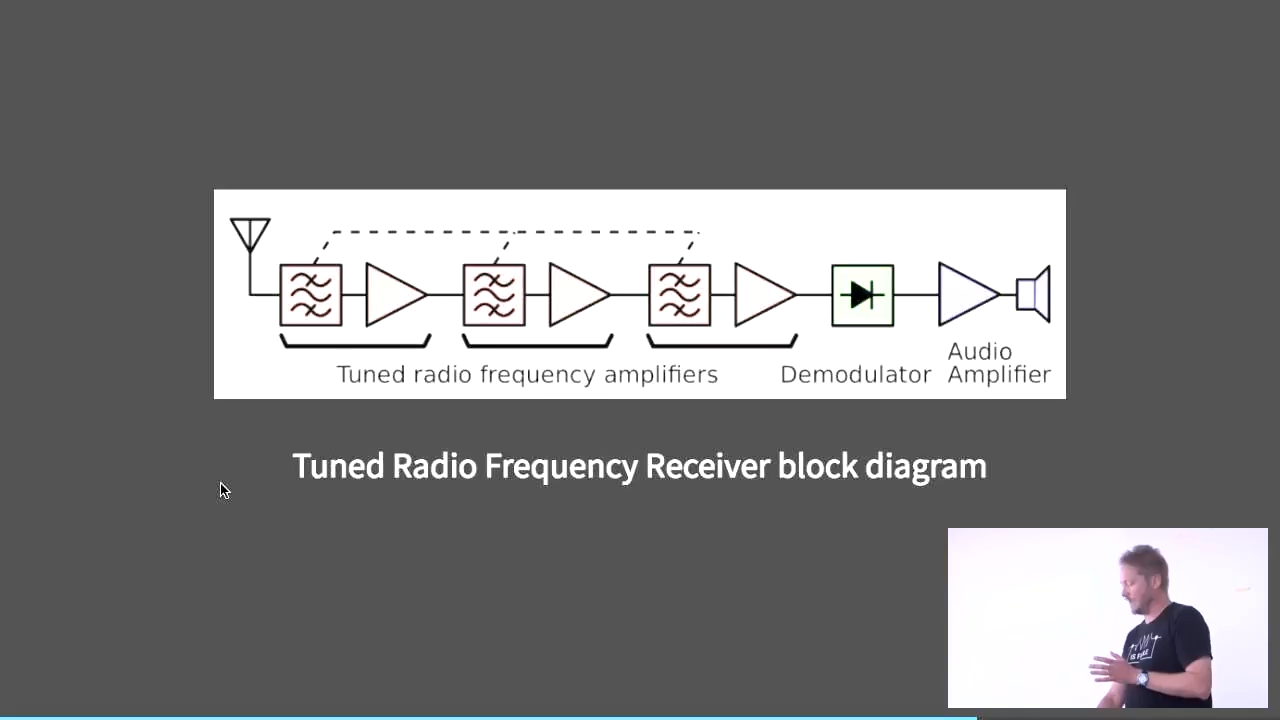 Audio
Tuned radio frequency amplifiers Demodulator Amplifier
Tuned Radio Frequency Receiver block diagram